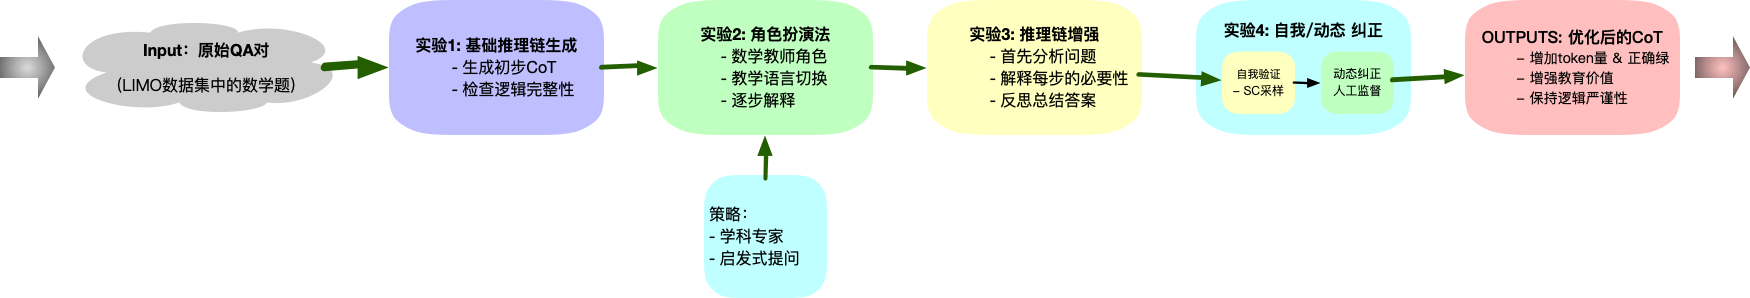 Input：原始QA对
(LIMO数据集中的数学题)
实验1: 基础推理链生成
- 生成初步CoT
- 检查逻辑完整性
实验2: 角色扮演法
- 数学教师角色
- 教学语言切换
- 逐步解释
策略：
- 学科专家
- 启发式提问
实验3: 推理链增强
- 首先分析问题
- 解释每步的必要性
- 反思总结答案
实验4: 自我/动态 纠正
自我验证
– SC采样
动态纠正
人工监督
OUTPUTS: 优化后的CoT
– 增加token量 & 正确绿
– 增强教育价值
– 保持逻辑严谨性